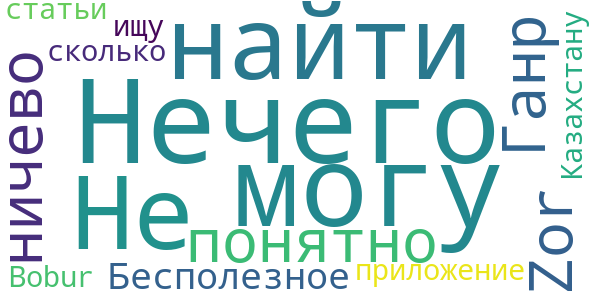 статьи
ищу
сколько
найти
ничево
Нечего
Не
могу
понятно
Bobur
Бесполезное
приложение
Zor
Ганр
Казахстану